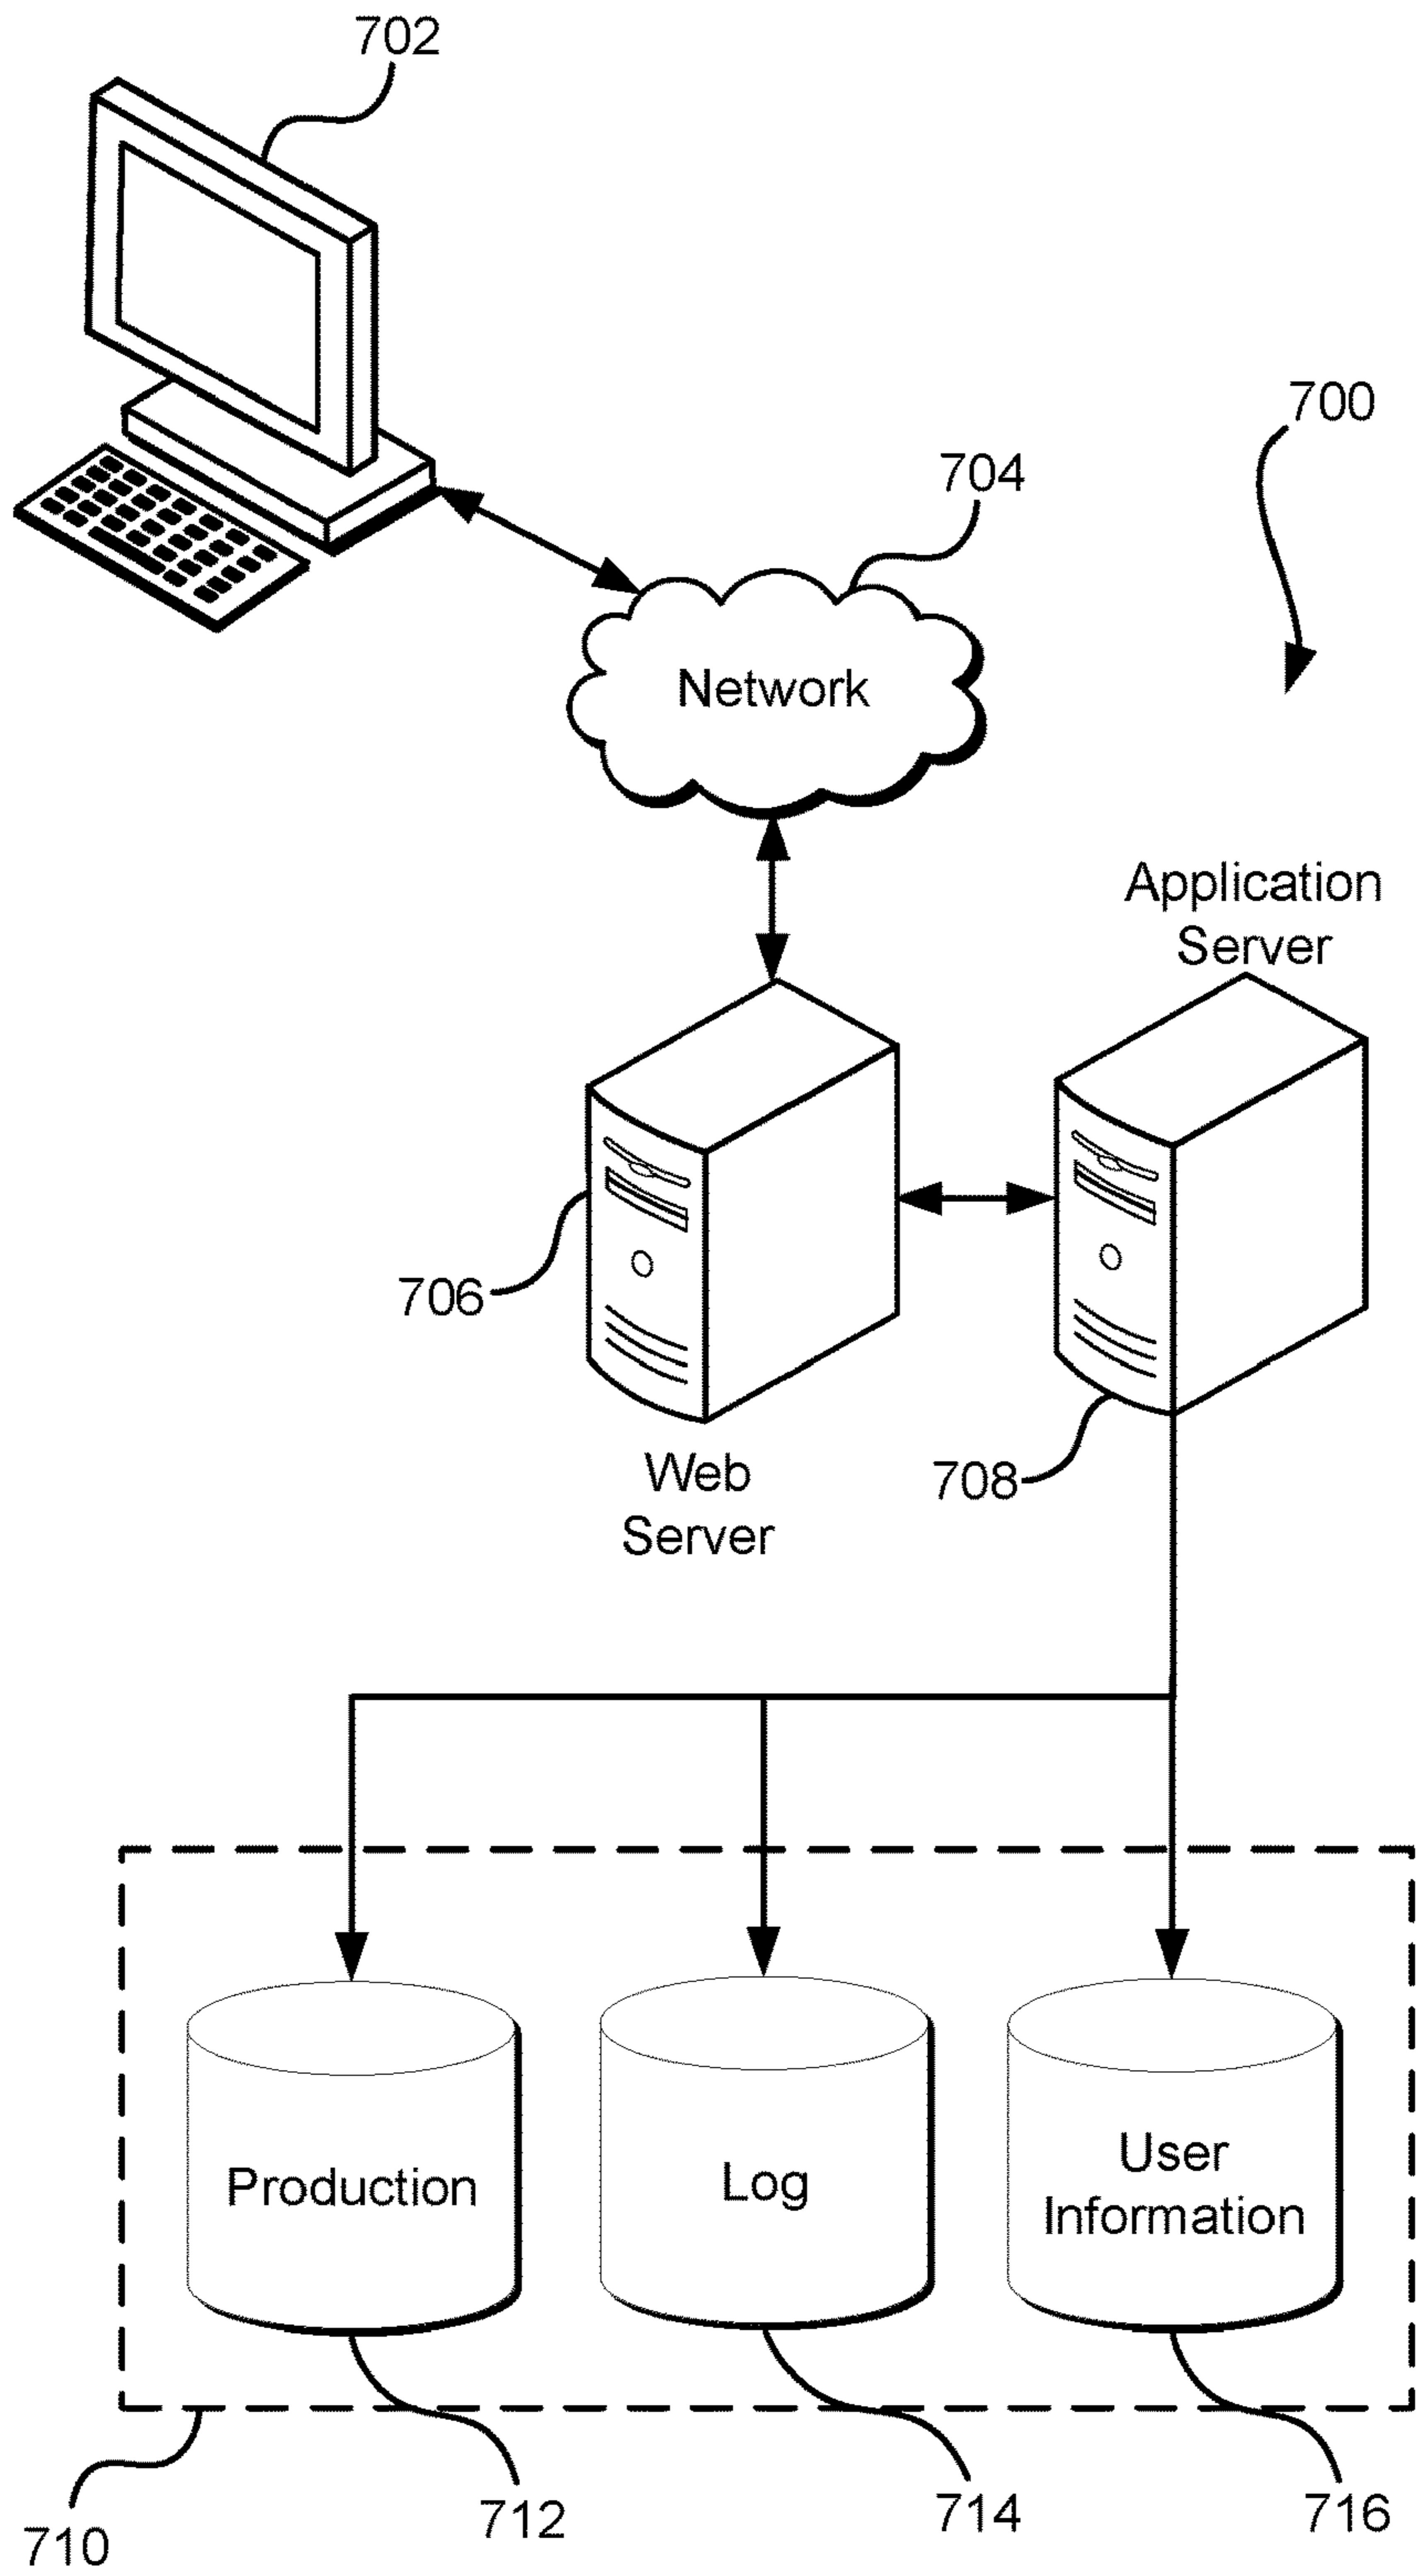 702
700
704
Network
Application
Server
706
708
Web
Server
Production
Log
User
Information
710
712
714
716